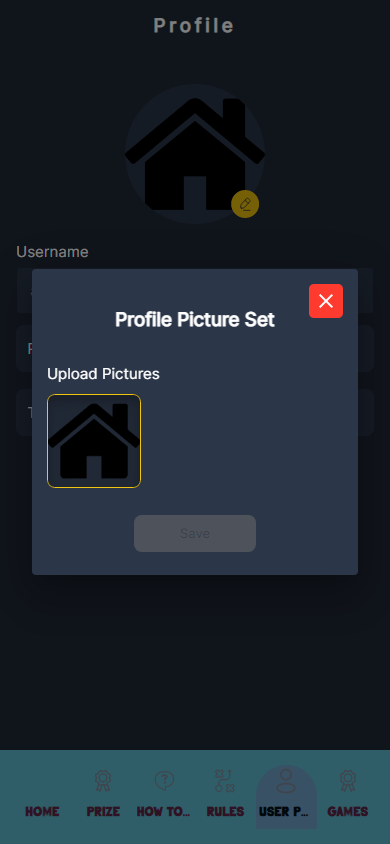 Profile
Username
Profile Picture Set
Upload Pictures
Save
HOME
PRIZE
HOW TO...
RULES
USER P...
GAMES